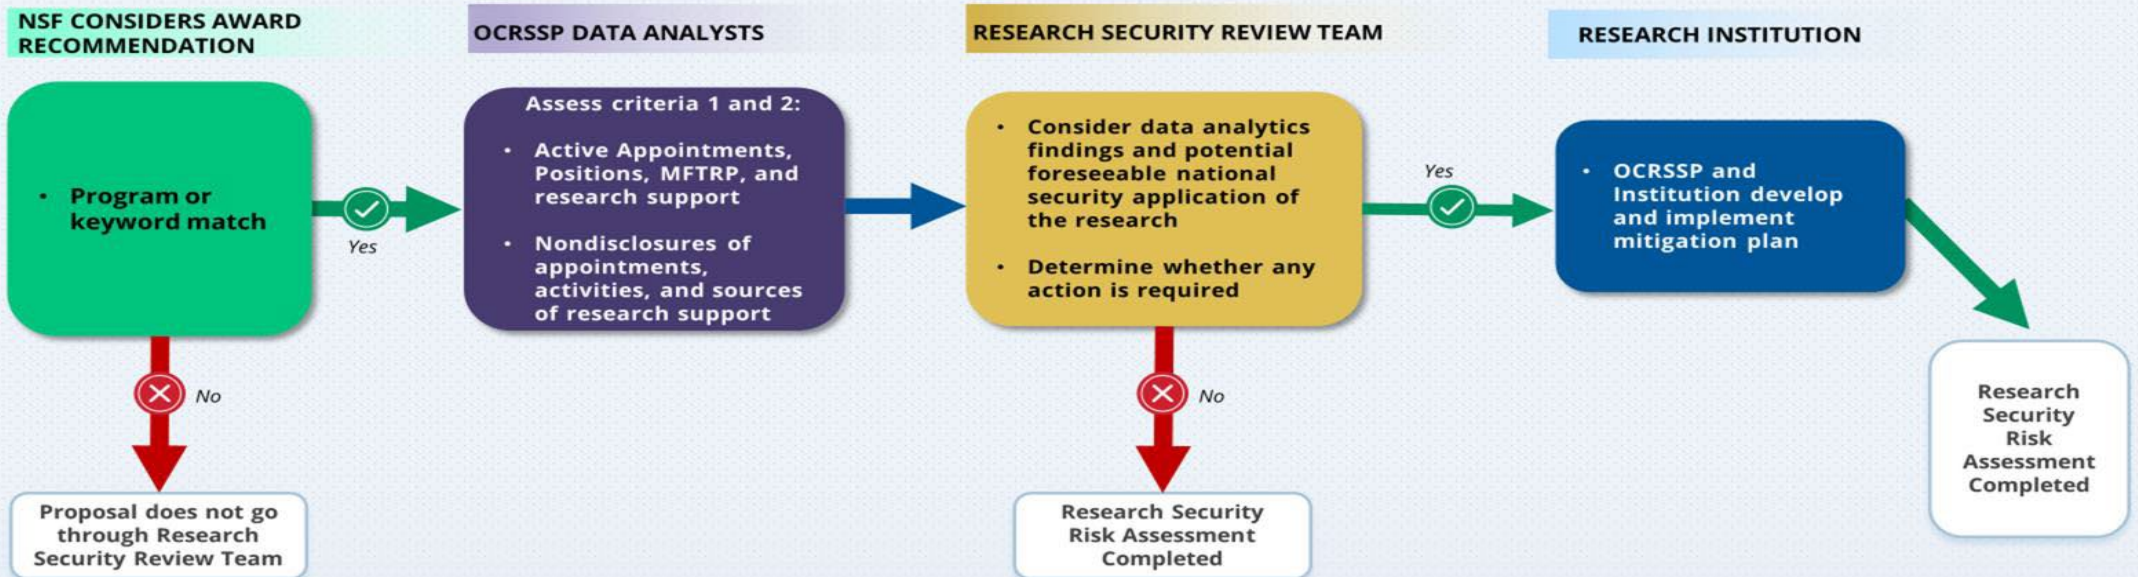 NSF CONSIDERS AWARD
RECOMMENDATION
OCRSSP DATA ANALYSTS
RESEARCH SECURITY REVIEW TEAM
RESEARCH INSTITUTION
• Program or
keyword match
Yes
No
Proposal does not go
through Research
Security Review Team
Assess criteria 1 and 2:
• Active Appointments,
Positions, MFTRP, and
research support
• Nondisclosures of
appointments,
activities, and sources
of research support
• Consider data analytics
findings and potential
foreseeable national
security application of
the research
• Determine whether any
action is required
Yes
No
Research Security
Risk Assessment
Completed
• OCRSSP and
Institution develop
and implement
mitigation plan
Research
Security
Risk
Assessment
Completed